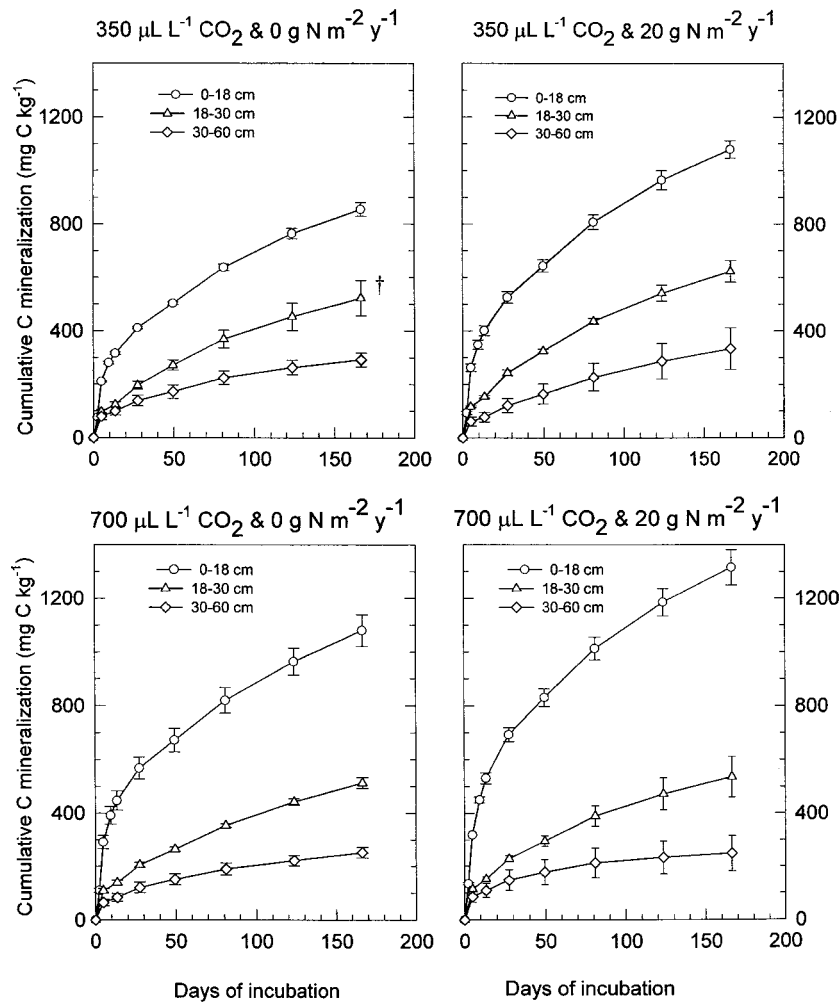 350 μL L⁻¹ CO₂ & 0 g N m⁻² y⁻¹
350 μL L⁻¹ CO₂ & 20 g N m⁻² y⁻¹
Cumulative C mineralization (mg C kg⁻¹)
1200
800
400
0
0-18 cm
18-30 cm
30-60 cm
†
0 50 100 150 200
0-18 cm
18-30 cm
30-60 cm
1200
800
400
0
0 50 100 150 200
700 μL L⁻¹ CO₂ & 0 g N m⁻² y⁻¹
700 μL L⁻¹ CO₂ & 20 g N m⁻² y⁻¹
Cumulative C mineralization (mg C kg⁻¹)
1200
800
400
0
0-18 cm
18-30 cm
30-60 cm
0 50 100 150 200
0-18 cm
18-30 cm
30-60 cm
1200
800
400
0
0 50 100 150 200
Days of incubation
Days of incubation